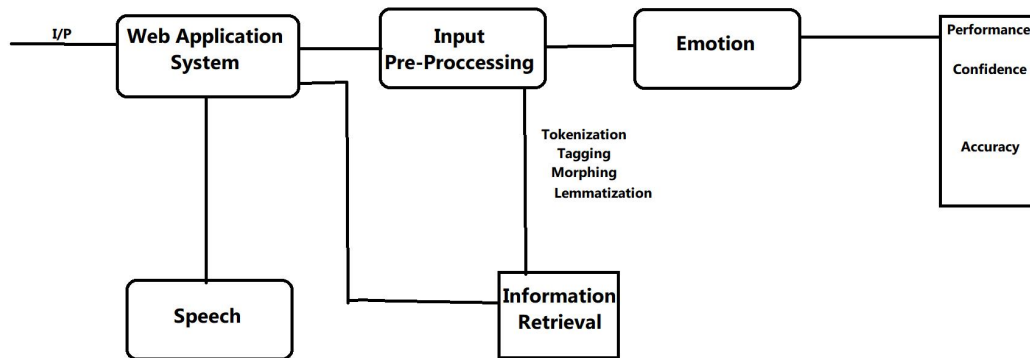 I/P
Web Application
System
Input
Pre-Proccessing
Emotion
Performance
Confidence
Accuracy
Tokenization
Tagging
Morphing
Lemmatization
Speech
Information
Retrieval